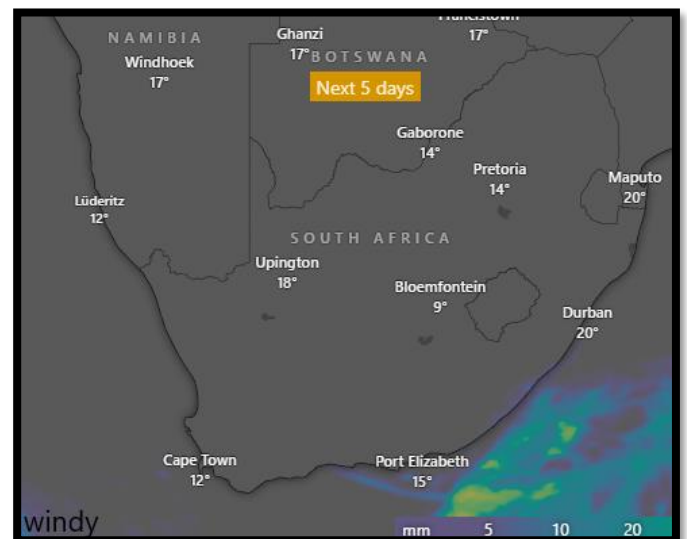 Francistown
17°
Ghanzi
17°
NAMIBIA
BOTSWANA
Windhoek
17°
Next 5 days
Gaborone
14°
Pretoria
14°
Maputo
20°
Lüderitz
12°
SOUTH AFRICA
Upington
18°
Bloemfontein
9°
Durban
20°
Cape Town
12°
Port Elizabeth
15°
windy
mm 5 10 20